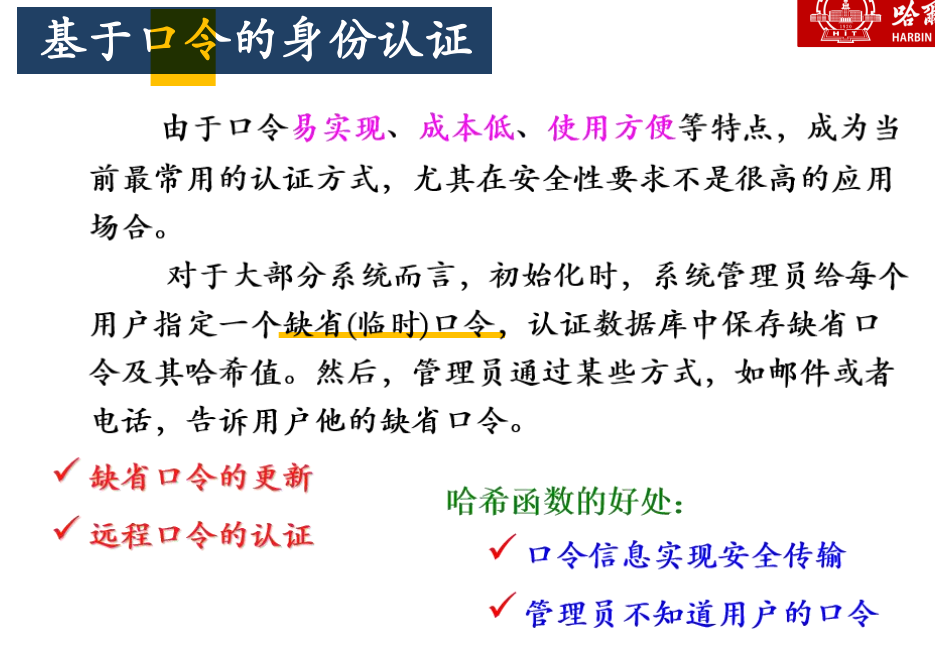 基于口令的身份认证
哈爾
HARBIN
HIT
由于口令易实现、成本低、使用方便等特点，成为当
前最常用的认证方式，尤其在安全性要求不是很高的应用
场合。
对于大部分系统而言，初始化时，系统管理员给每个
用户指定一个缺省(临时)口令，认证数据库中保存缺省口
令及其哈希值。然后，管理员通过某些方式，如邮件或者
电话，告诉用户他的缺省口令。
缺省口令的更新
远程口令的认证
哈希函数的好处：
口令信息实现安全传输
管理员不知道用户的口令